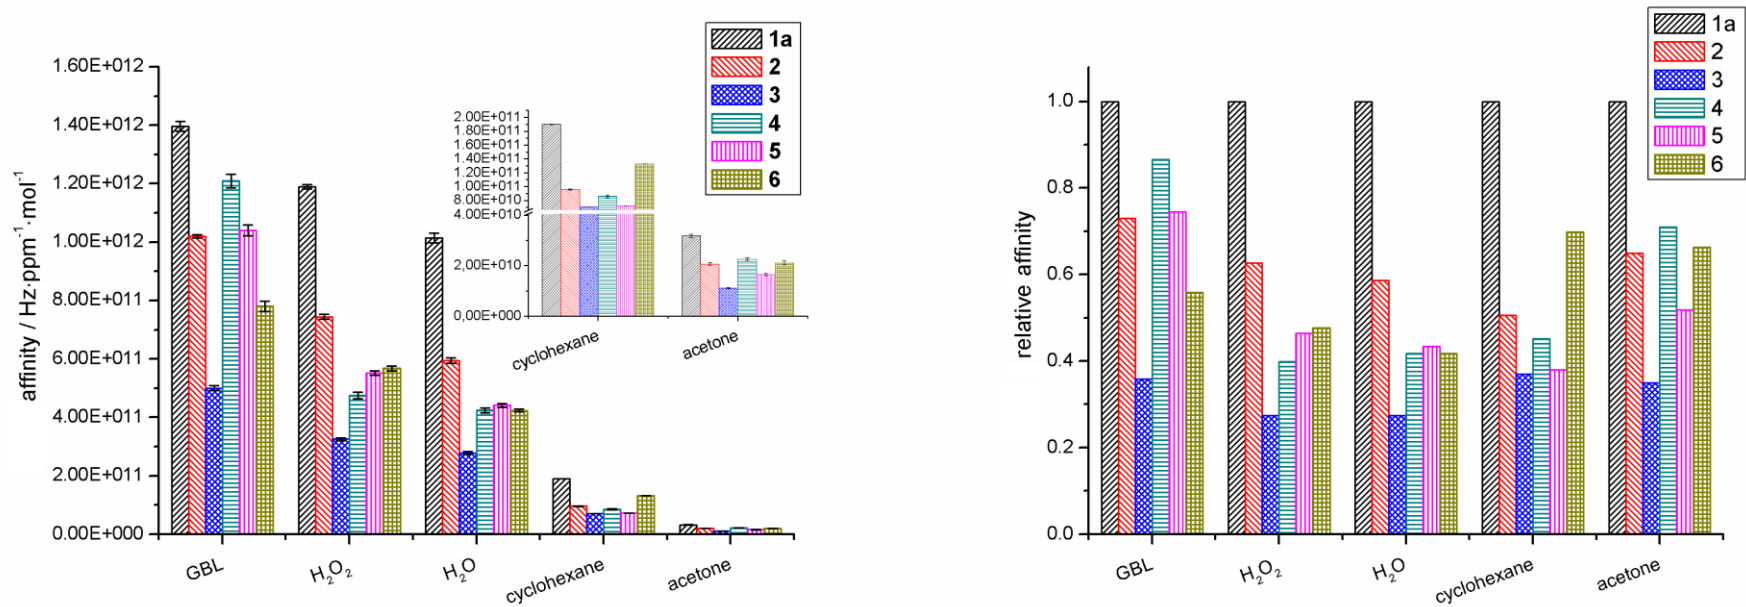 affinity / Hz·ppm⁻¹·mol⁻¹
1.60E+012
1.40E+012
1.20E+012
1.00E+012
8.00E+011
6.00E+011
4.00E+011
2.00E+011
0.00E+000
GBL
H₂O₂
H₂O
cyclohexane
acetone
2.00E+011
1.80E+011
1.60E+011
1.40E+011
1.20E+011
1.00E+011
8.00E+010
4.00E+010
2,00E+010
0,00E+000
cyclohexane
acetone
1a
2
3
4
5
6
relative affinity
1.0
0.8
0.6
0.4
0.2
0.0
GBL
H₂O₂
H₂O
cyclohexane
acetone
1a
2
3
4
5
6